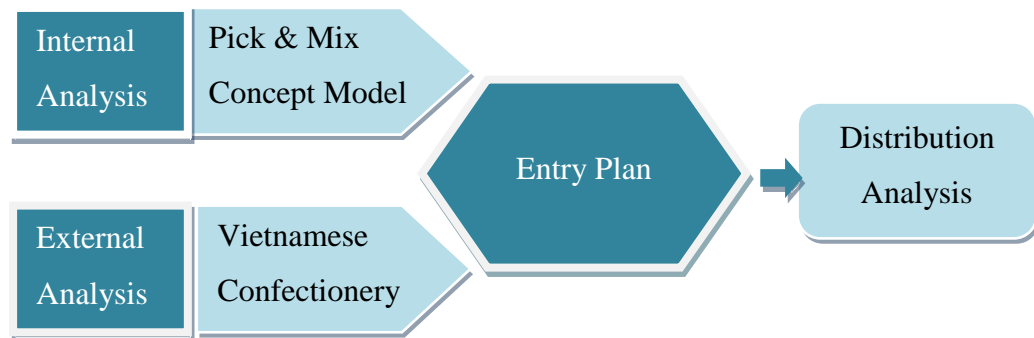 Internal
Analysis
Pick & Mix
Concept Model
Entry Plan
Distribution
Analysis
External
Analysis
Vietnamese
Confectionery